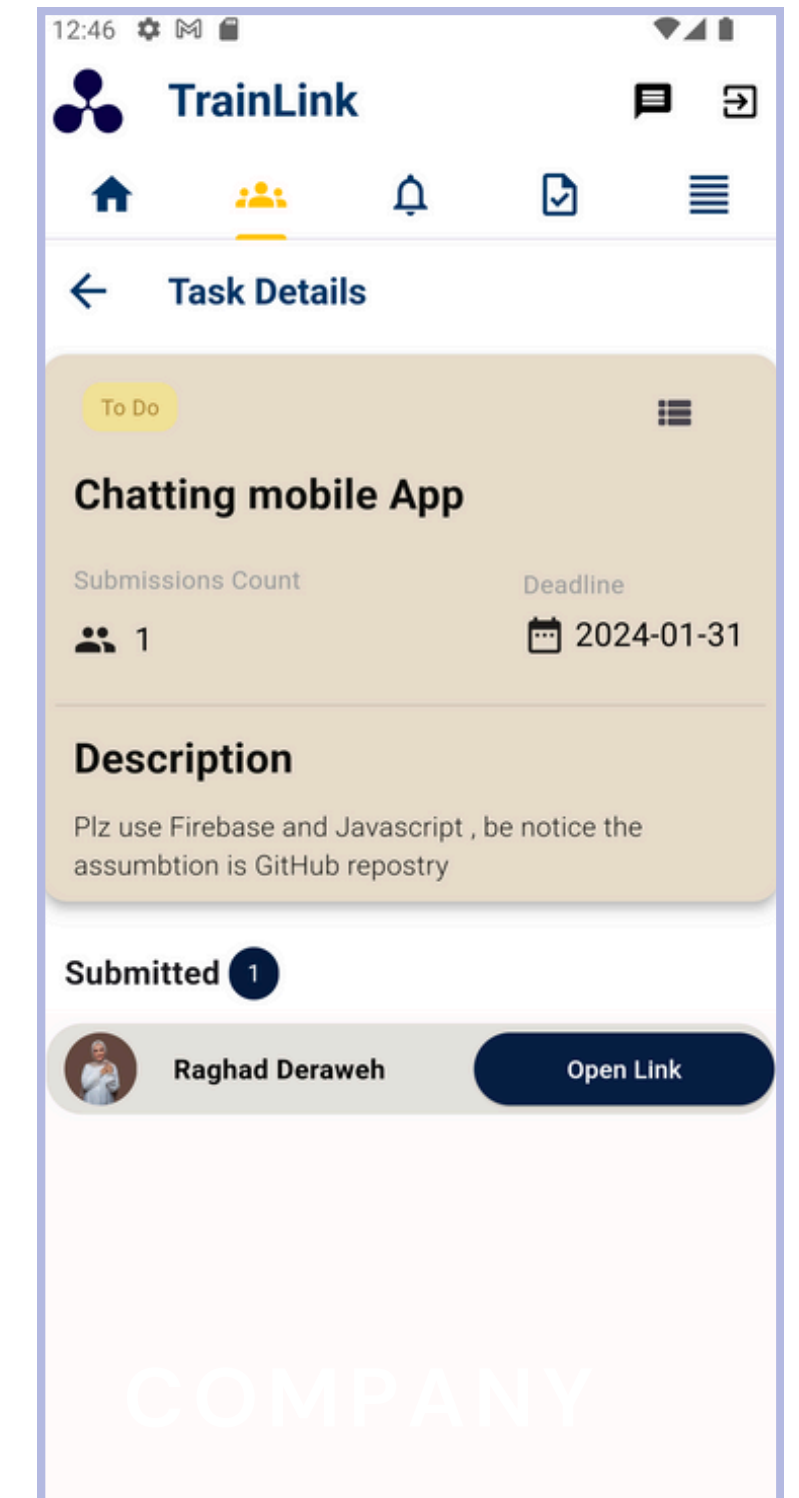 12:46
TrainLink
Task Details
To Do
Chatting mobile App
Submissions Count
Deadline
1
2024-01-31
Description
Plz use Firebase and Javascript , be notice the
assumbtion is GitHub repostry
Submitted 1
Raghad Deraweh
Open Link
COMPANY